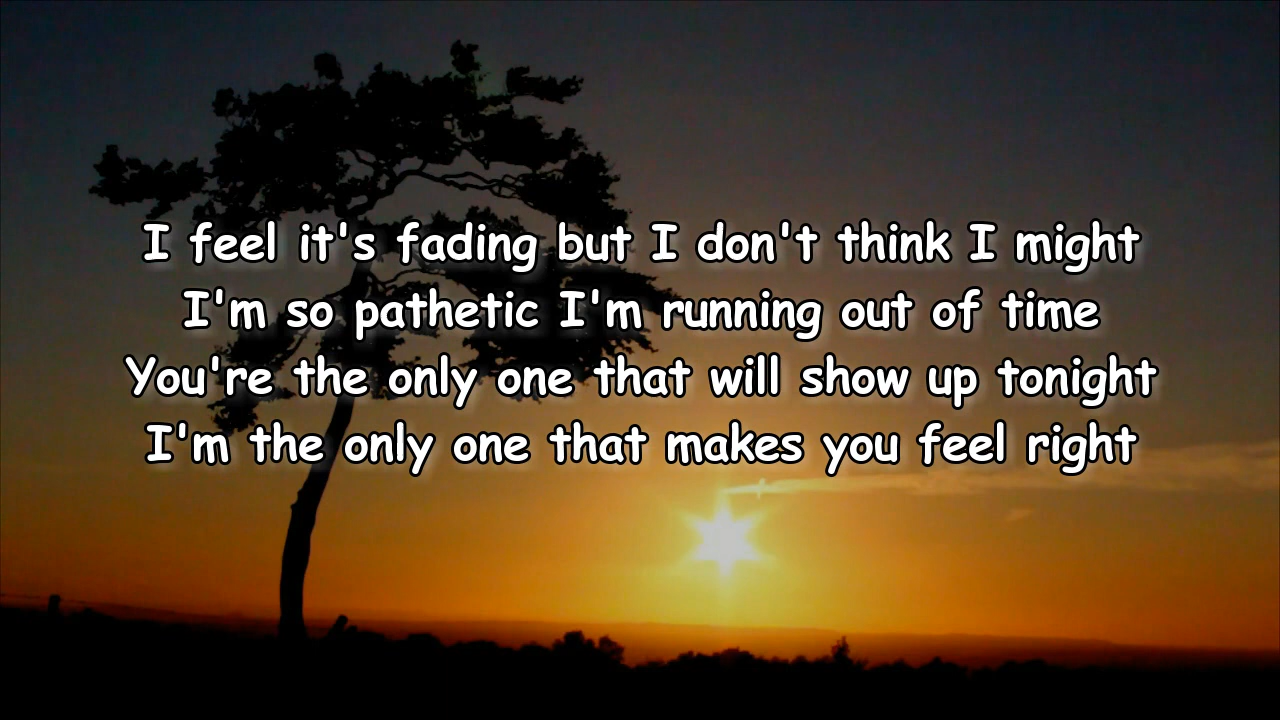 I feel it's fading but I don't think I might
I'm so pathetic I'm running out of time
You're the only one that will show up tonight
I'm the only one that makes you feel right